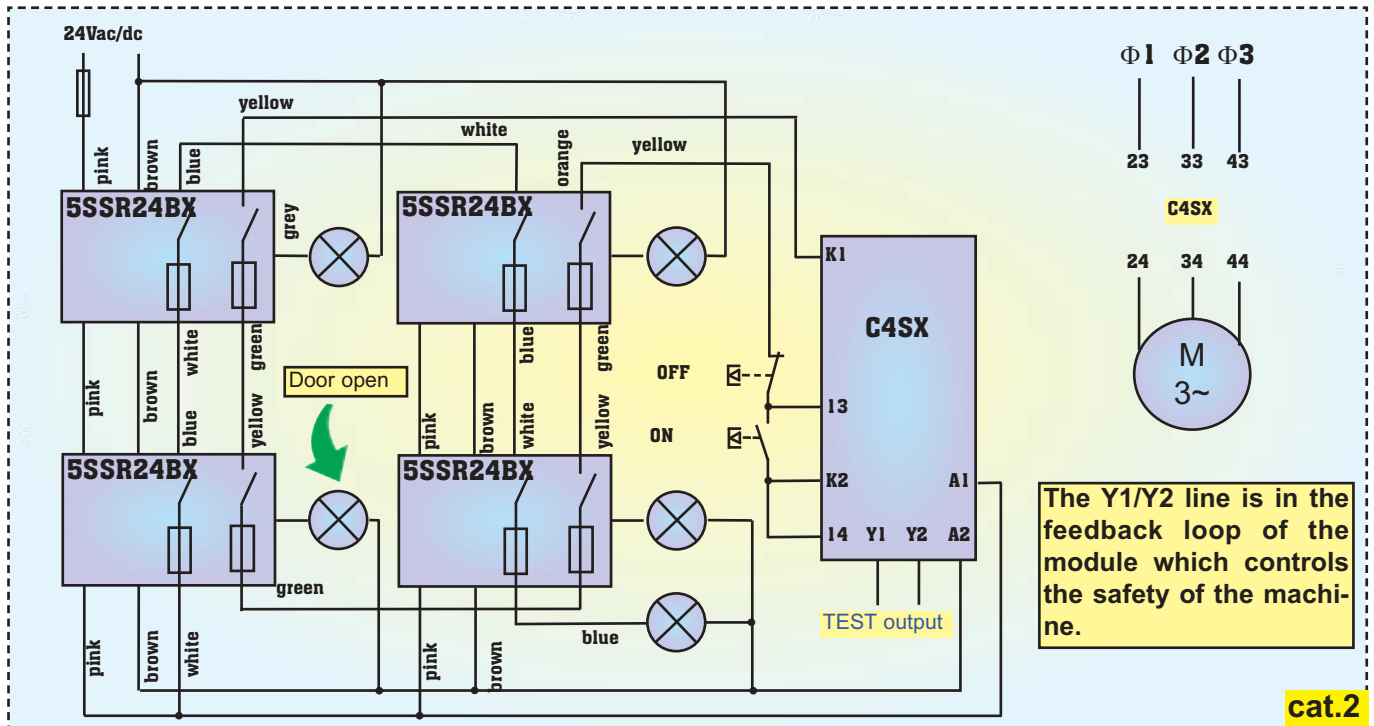 24Vac/dc
Φ1 Φ2 Φ3
yellow
white
orange
yellow
pink
brown
blue
23 33 43
5SSR24BX
5SSR24BX
C4SX
grey
K1
24 34 44
C4SX
white
green
blue
green
M
3~
OFF
Door open
13
pink
brown
blue
yellow
pink
brown
white
yellow
ON
5SSR24BX
5SSR24BX
K2
A1
14 Y1 Y2 A2
The Y1/Y2 line is in the
feedback loop of the
module which controls
the safety of the machi-
ne.
green
TEST output
blue
pink
brown
white
pink
brown
cat.2